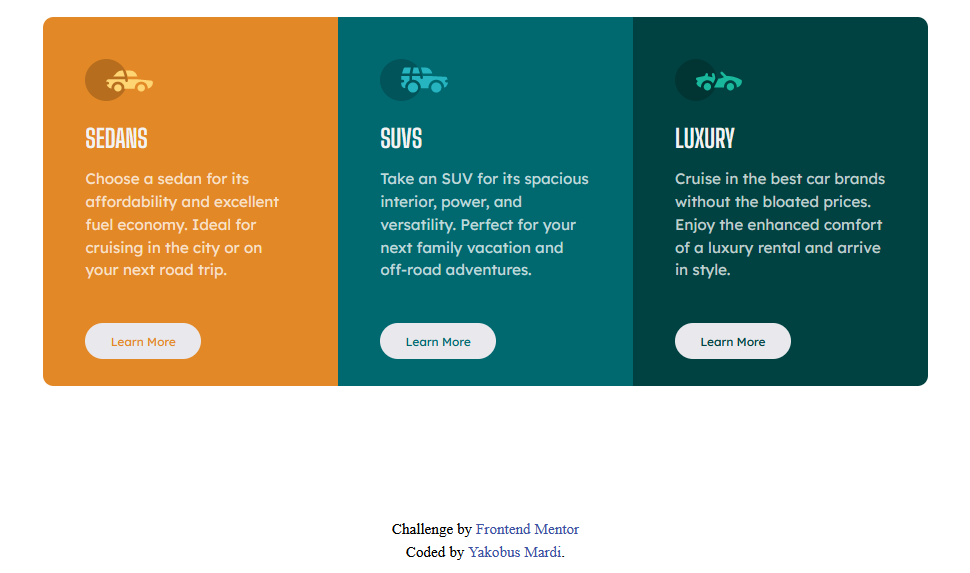 SEDANS
Choose a sedan for its
affordability and excellent
fuel economy. Ideal for
cruising in the city or on
your next road trip.
Learn More
SUVS
Take an SUV for its spacious
interior, power, and
versatility. Perfect for your
next family vacation and
off-road adventures.
Learn More
LUXURY
Cruise in the best car brands
without the bloated prices.
Enjoy the enhanced comfort
of a luxury rental and arrive
in style.
Learn More
Challenge by Frontend Mentor
Coded by Yakobus Mardi.